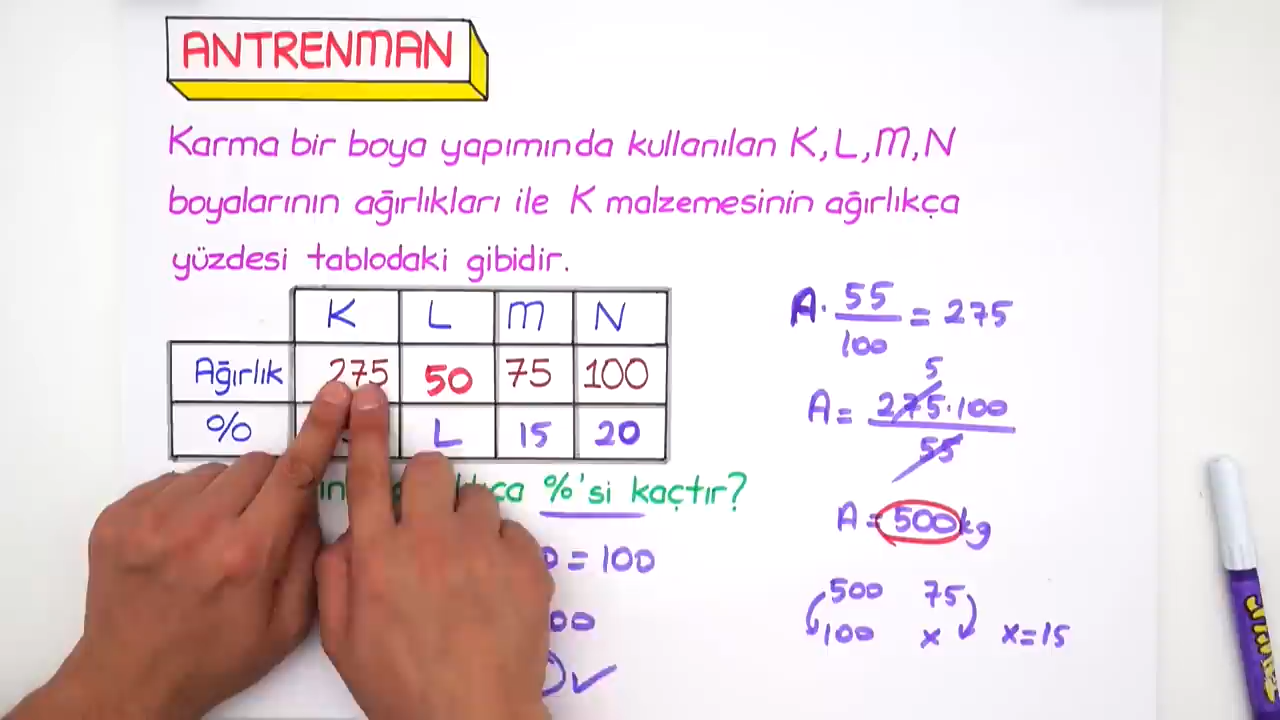 ANTRENMAN
Karma bir boya yapımında kullanılan K, L, M, N
boyalarının ağırlıkları ile K malzemesinin ağırlıkça
yüzdesi tablodaki gibidir.
K L M N
Ağırlık 275 50 75 100
% L 15 20
%'si kaçtır?
= 100
A · 55/100 = 275
5
A = 275 · 100 / 55
A = 500 kg
500 75
100 x x = 15